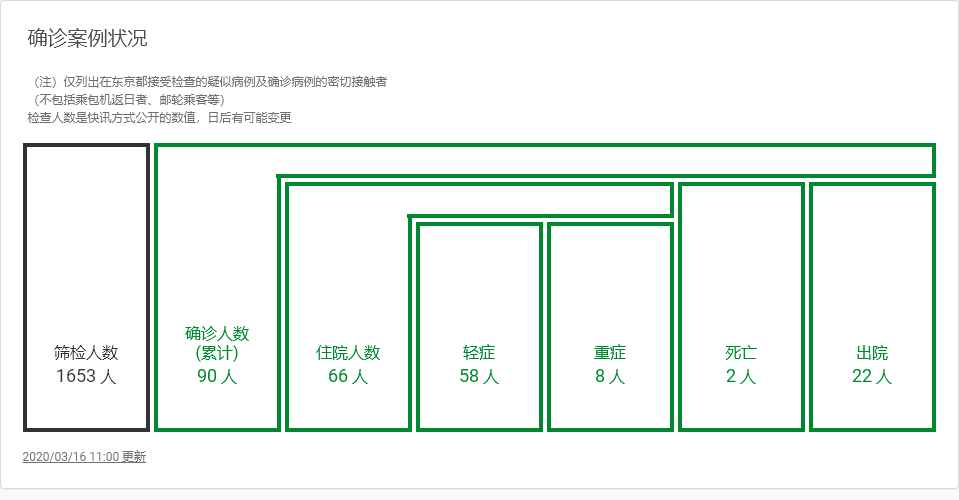 确诊案例状况
（注）仅列出在东京都接受检查的疑似病例及确诊病例的密切接触者
（不包括乘包机返日者、邮轮乘客等）
检查人数是快讯方式公开的数值，日后有可能变更
筛检人数
1653 人
确诊人数
(累计)
90 人
住院人数
66 人
轻症
58 人
重症
8 人
死亡
2 人
出院
22 人
2020/03/16 11:00 更新